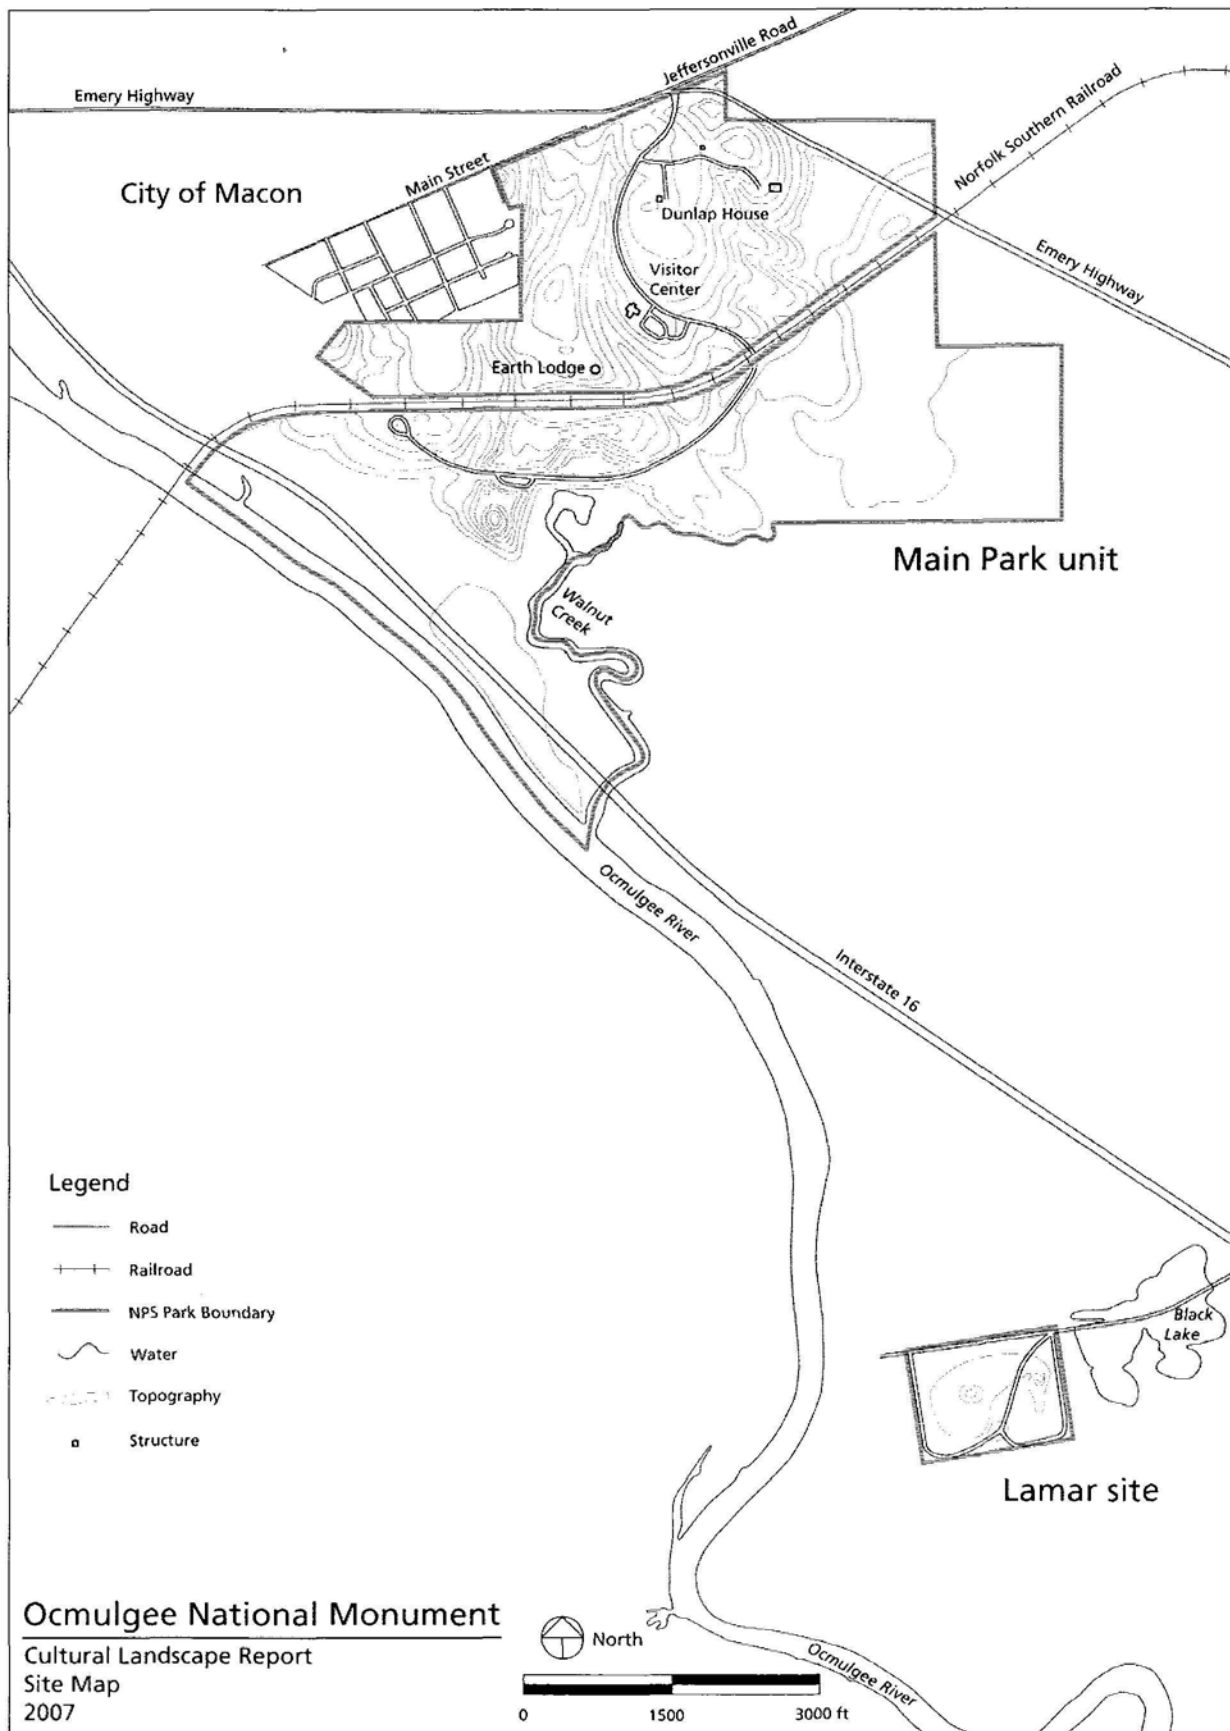 Jeffersonville Road
Emery Highway
Norfolk Southern Railroad
Main Street
City of Macon
Dunlap House
Emery Highway
Visitor
Center
Earth Lodge
Main Park unit
Walnut
Creek
Ocmulgee River
Interstate 16
Legend
Road
Railroad
NPS Park Boundary
Water
Topography
Structure
Black
Lake
Lamar site
Ocmulgee National Monument
Cultural Landscape Report
Site Map
2007
North
0 1500 3000 ft
Ocmulgee River